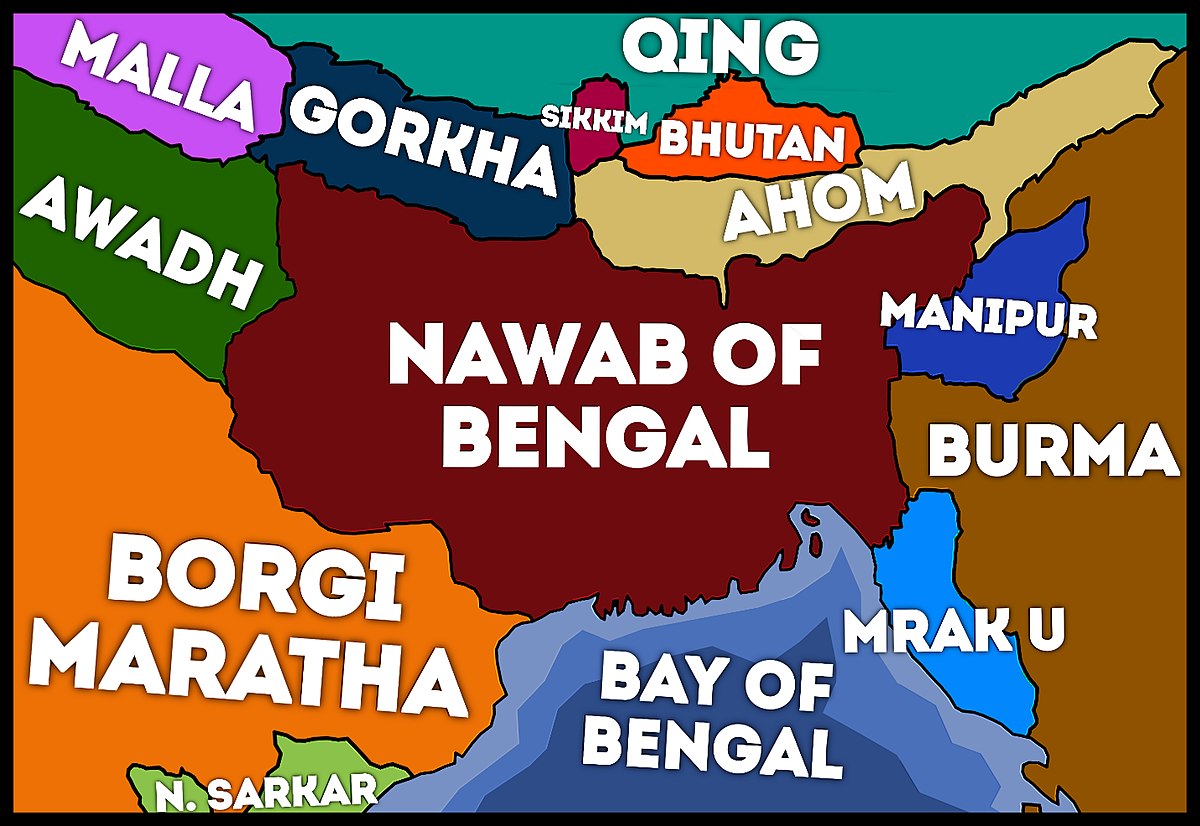 QING
MALLA
GORKHA
SIKKIM
BHUTAN
AHOM
AWADH
MANIPUR
NAWAB OF
BENGAL
BURMA
BORGI
MARATHA
MRAK U
BAY OF
BENGAL
N. SARKAR